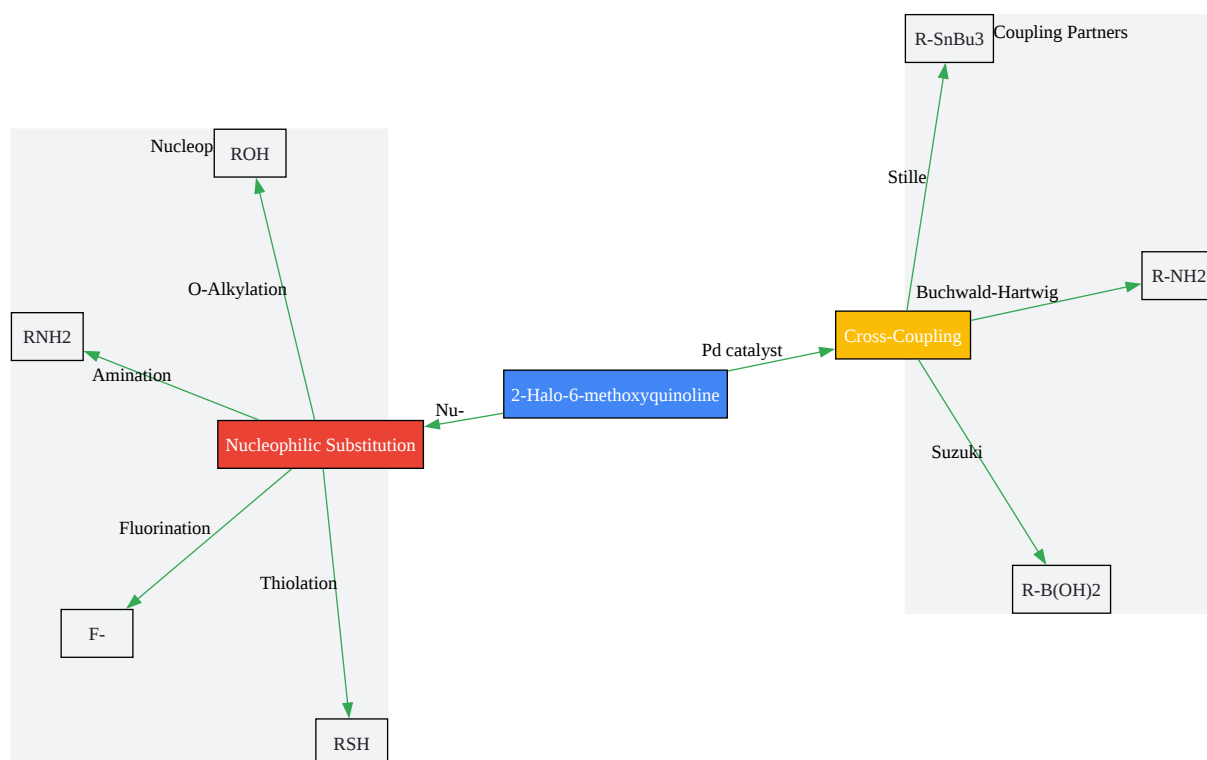 R-SnBu3
Coupling Partners
Nucleop
ROH
Stille
R-NH2
O-Alkylation
Buchwald-Hartwig
RNH2
Cross-Coupling
Pd catalyst
Amination
2-Halo-6-methoxyquinoline
Nu-
Nucleophilic Substitution
Suzuki
Fluorination
Thiolation
R-B(OH)2
F-
RSH